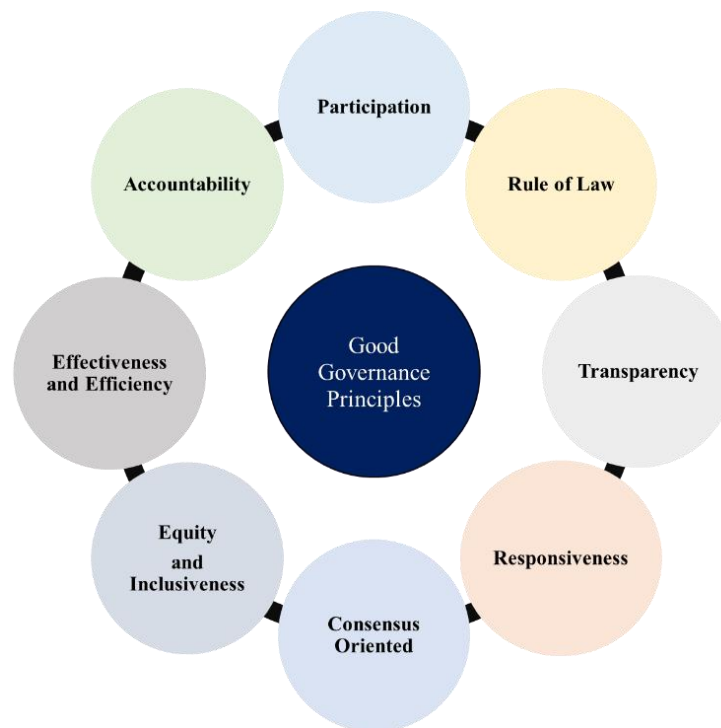 Participation
Rule of Law
Transparency
Responsiveness
Consensus
Oriented
Equity
and
Inclusiveness
Effectiveness
and Efficiency
Accountability
Good
Governance
Principles